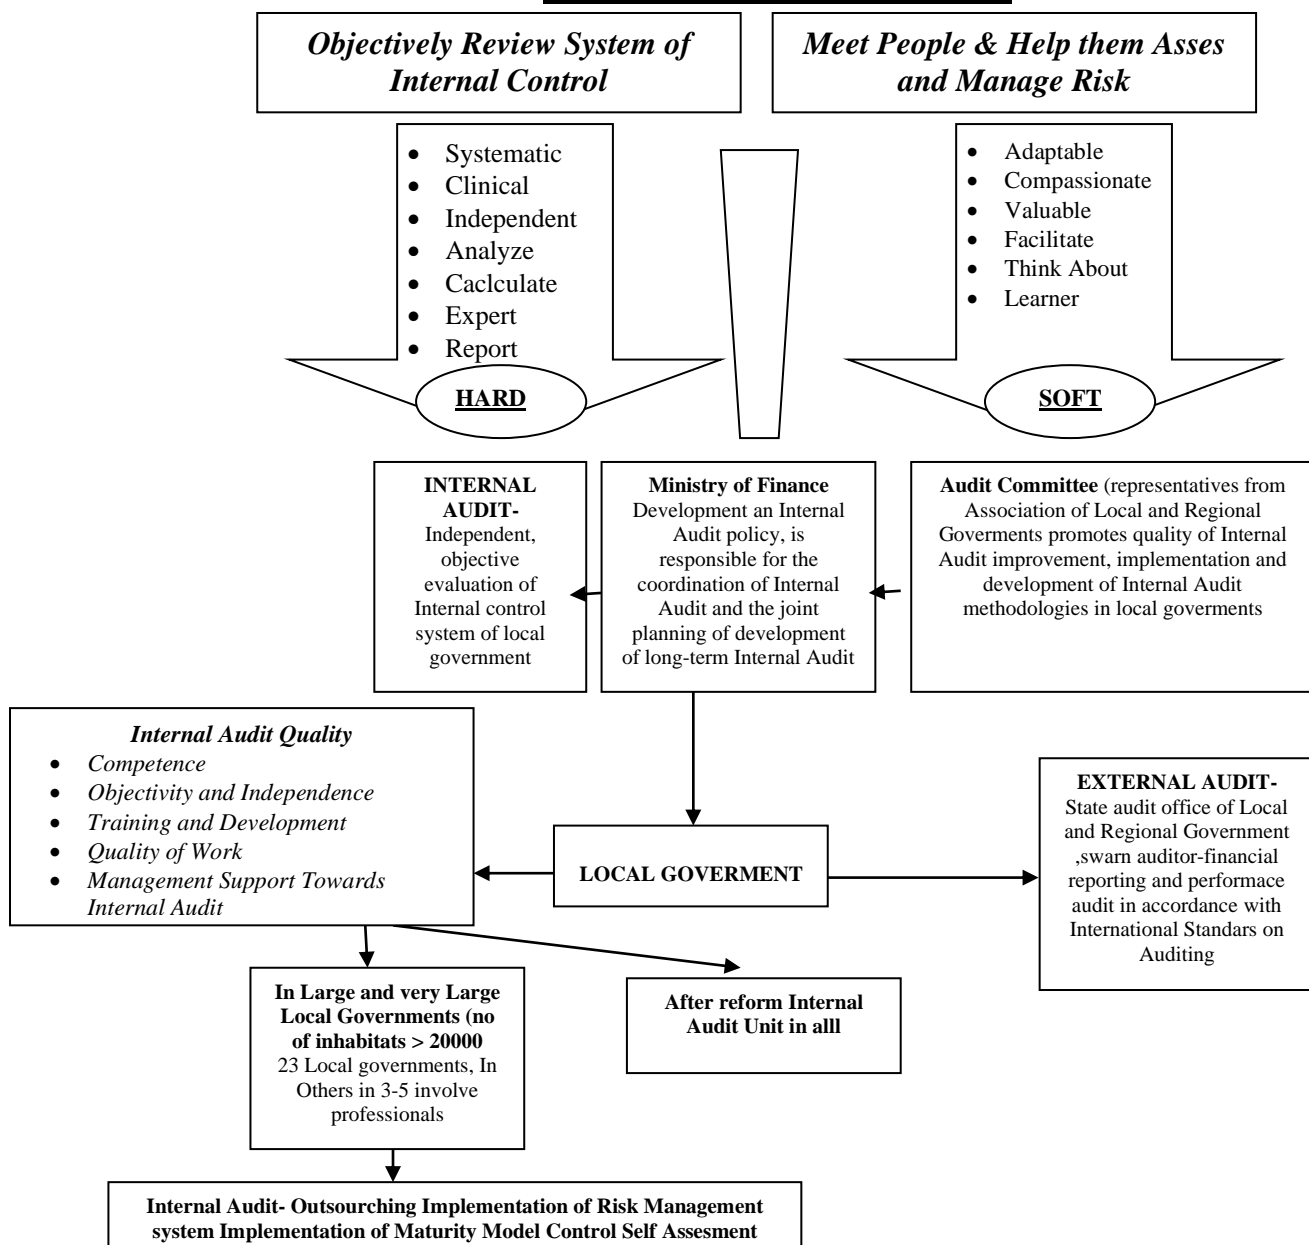 Objectively Review System of
Internal Control
Meet People & Help them Asses
and Manage Risk
• Systematic
• Clinical
• Independent
• Analyze
• Caclculate
• Expert
• Report
HARD
• Adaptable
• Compassionate
• Valuable
• Facilitate
• Think About
• Learner
SOFT
INTERNAL
AUDIT-
Independent,
objective
evaluation of
Internal control
system of local
government
Ministry of Finance
Development an Internal
Audit policy, is
responsible for the
coordination of Internal
Audit and the joint
planning of development
of long-term Internal Audit
Audit Committee (representatives from
Association of Local and Regional
Goverments promotes quality of Internal
Audit improvement, implementation and
development of Internal Audit
methodologies in local goverments
Internal Audit Quality
• Competence
• Objectivity and Independence
• Training and Development
• Quality of Work
• Management Support Towards
Internal Audit
LOCAL GOVERMENT
EXTERNAL AUDIT-
State audit office of Local
and Regional Government
,swarn auditor-financial
reporting and performace
audit in accordance with
International Standars on
Auditing
In Large and very Large
Local Governments (no
of inhabitats > 20000
23 Local governments, In
Others in 3-5 involve
professionals
After reform Internal
Audit Unit in alll
Internal Audit- Outsourching Implementation of Risk Management
system Implementation of Maturity Model Control Self Assesment